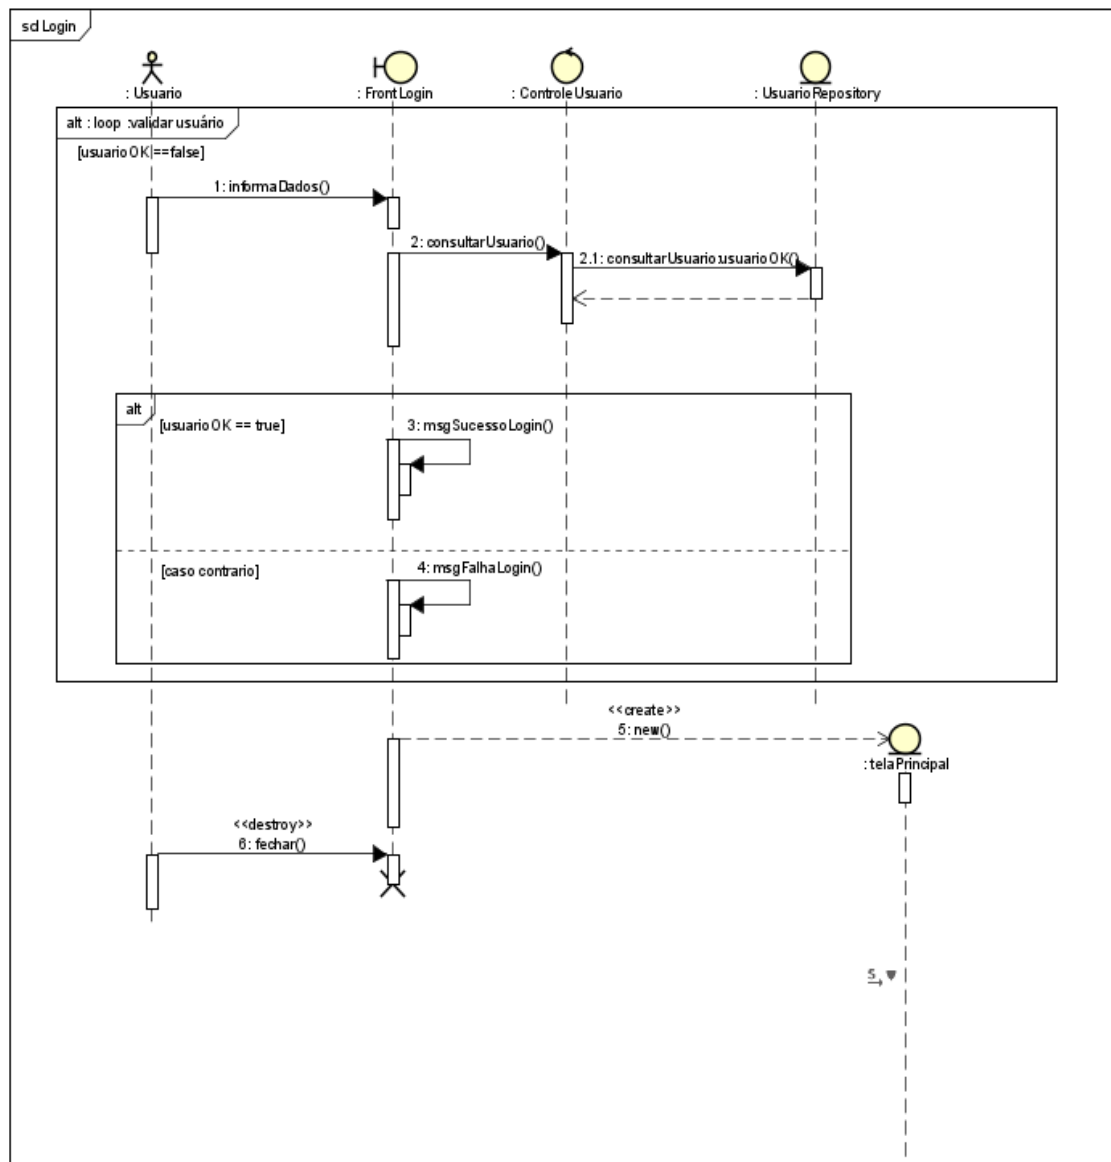 sd Login
: Usuario
: FrontLogin
: ControleUsuario
: UsuarioRepository
alt : loop :validar usuário
[usuarioOK ==false]
1: informaDados()
2: consultarUsuario()
2.1: consultarUsuario:usuarioOK()
alt
[usuarioOK == true]
3: msgSucessoLogin()
[caso contrario]
4: msgFalhaLogin()
<<create>>
5: new()
: telaPrincipal
<<destroy>>
6: fechar()
S